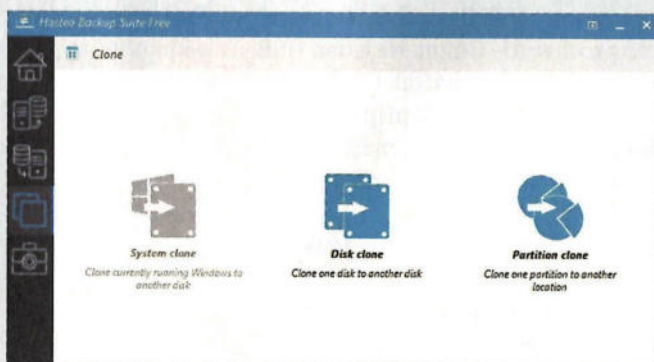 Hasleo Backup Suite Free
Clone
System clone
Clone currently running Windows to
another disk
Disk clone
Clone one disk to another disk
Partition clone
Clone one partition to another
location